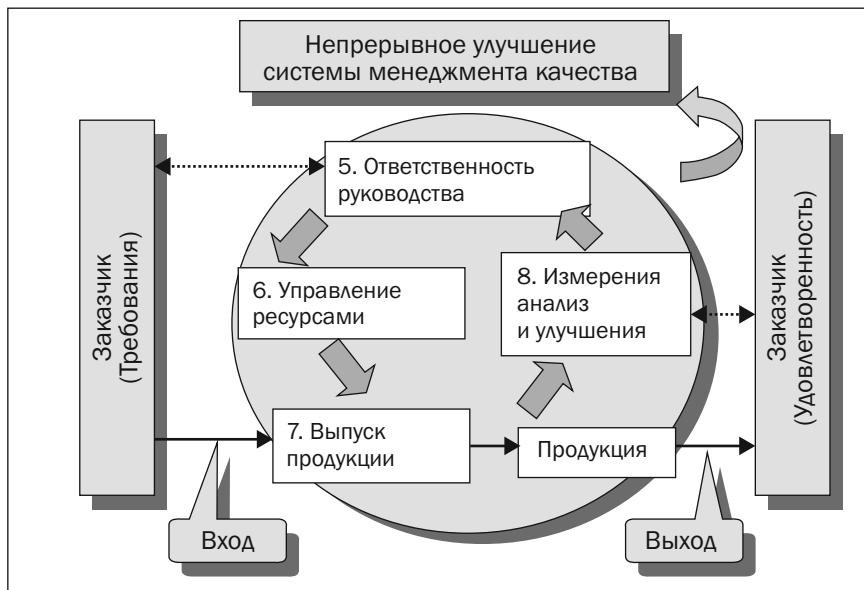 Непрерывное улучшение
системы менеджмента качества
Заказчик
(Требования)
5. Ответственность
руководства
6. Управление
ресурсами
8. Измерения
анализ
и улучшения
7. Выпуск
продукции
Продукция
Заказчик
(Удовлетворенность)
Вход
Выход